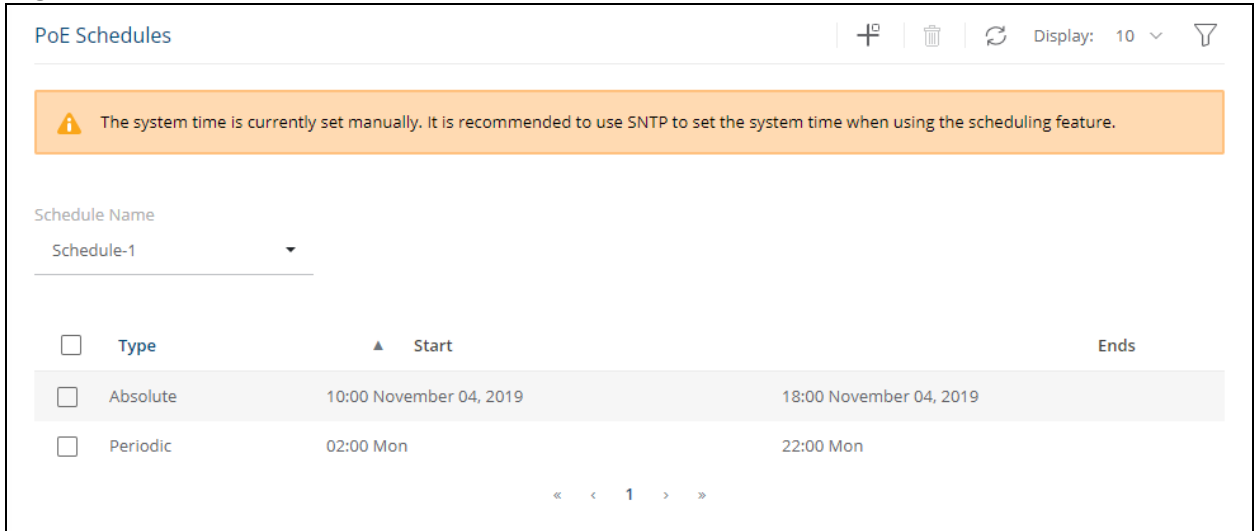 PoE Schedules Display: 10
The system time is currently set manually. It is recommended to use SNTP to set the system time when using the scheduling feature.
Schedule Name
Schedule-1
Type Start Ends
Absolute 10:00 November 04, 2019 18:00 November 04, 2019
Periodic 02:00 Mon 22:00 Mon
« ‹ 1 › »